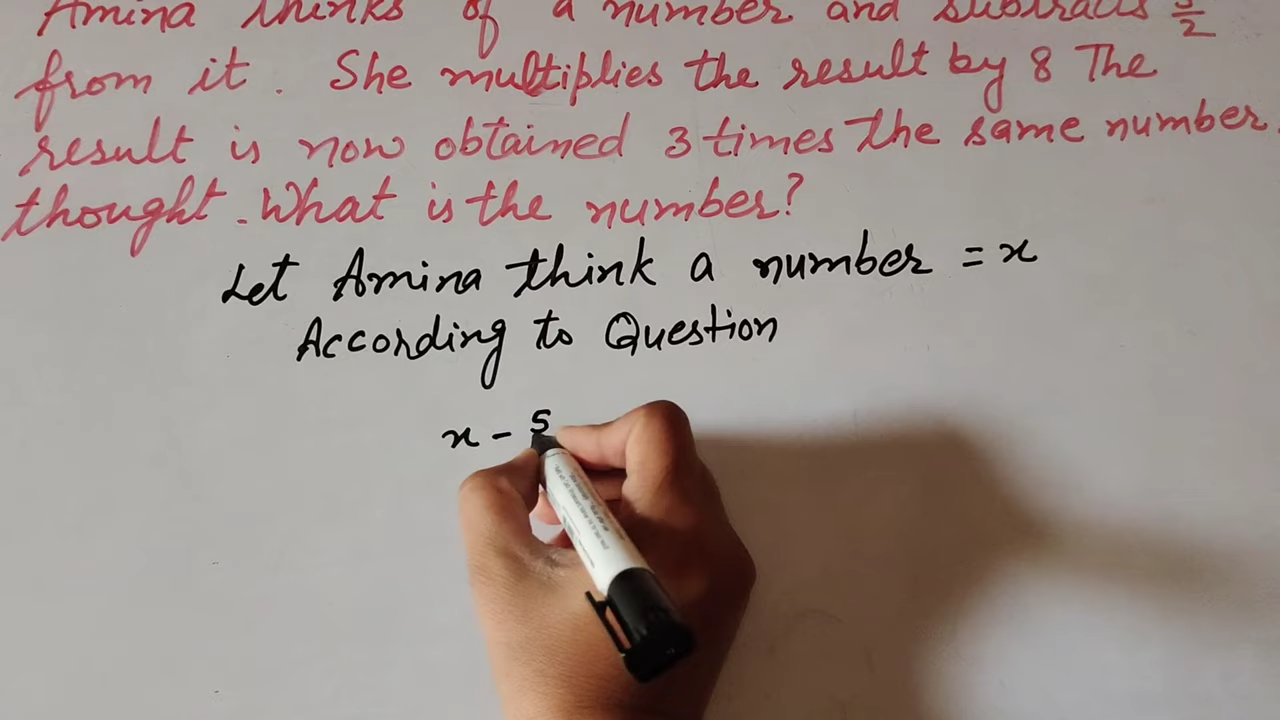 Amina thinks of a number and subtracts 5/2
from it. She multiplies the result by 8 The
result is now obtained 3 times the same number
thought. What is the number?
Let Amina think a number = x
According to Question
x - 5